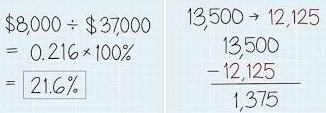 $8,000 ÷ $37,000
= 0.216 × 100%
= 21.6%
13,500 → 12,125
13,500
- 12,125
1,375